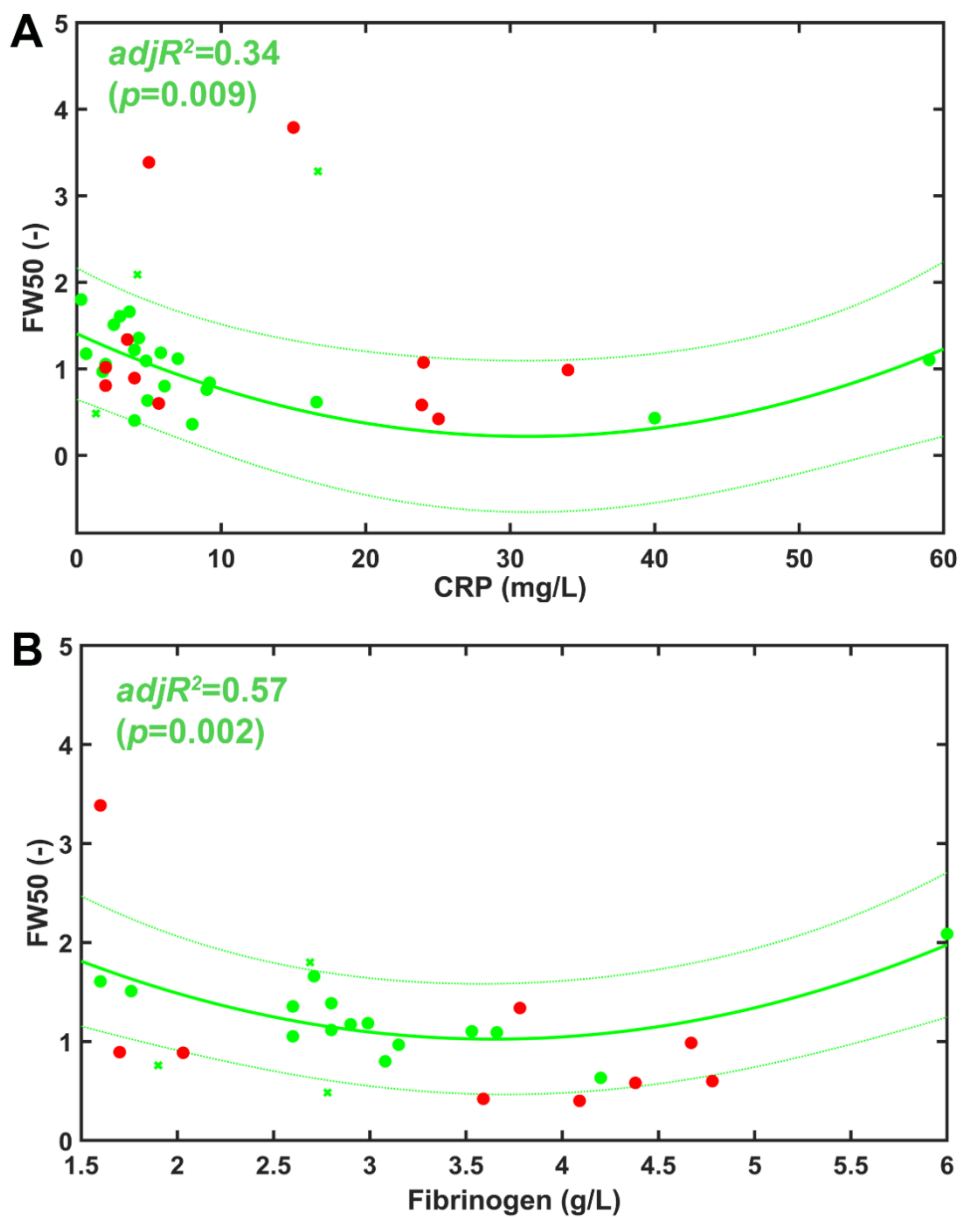 A
adjR²=0.34
(p=0.009)
5
4
3
2
1
0
FW50 (-)
0 10 20 30 40 50 60
CRP (mg/L)
B
adjR²=0.57
(p=0.002)
5
4
3
2
1
0
FW50 (-)
1.5 2 2.5 3 3.5 4 4.5 5 5.5 6
Fibrinogen (g/L)